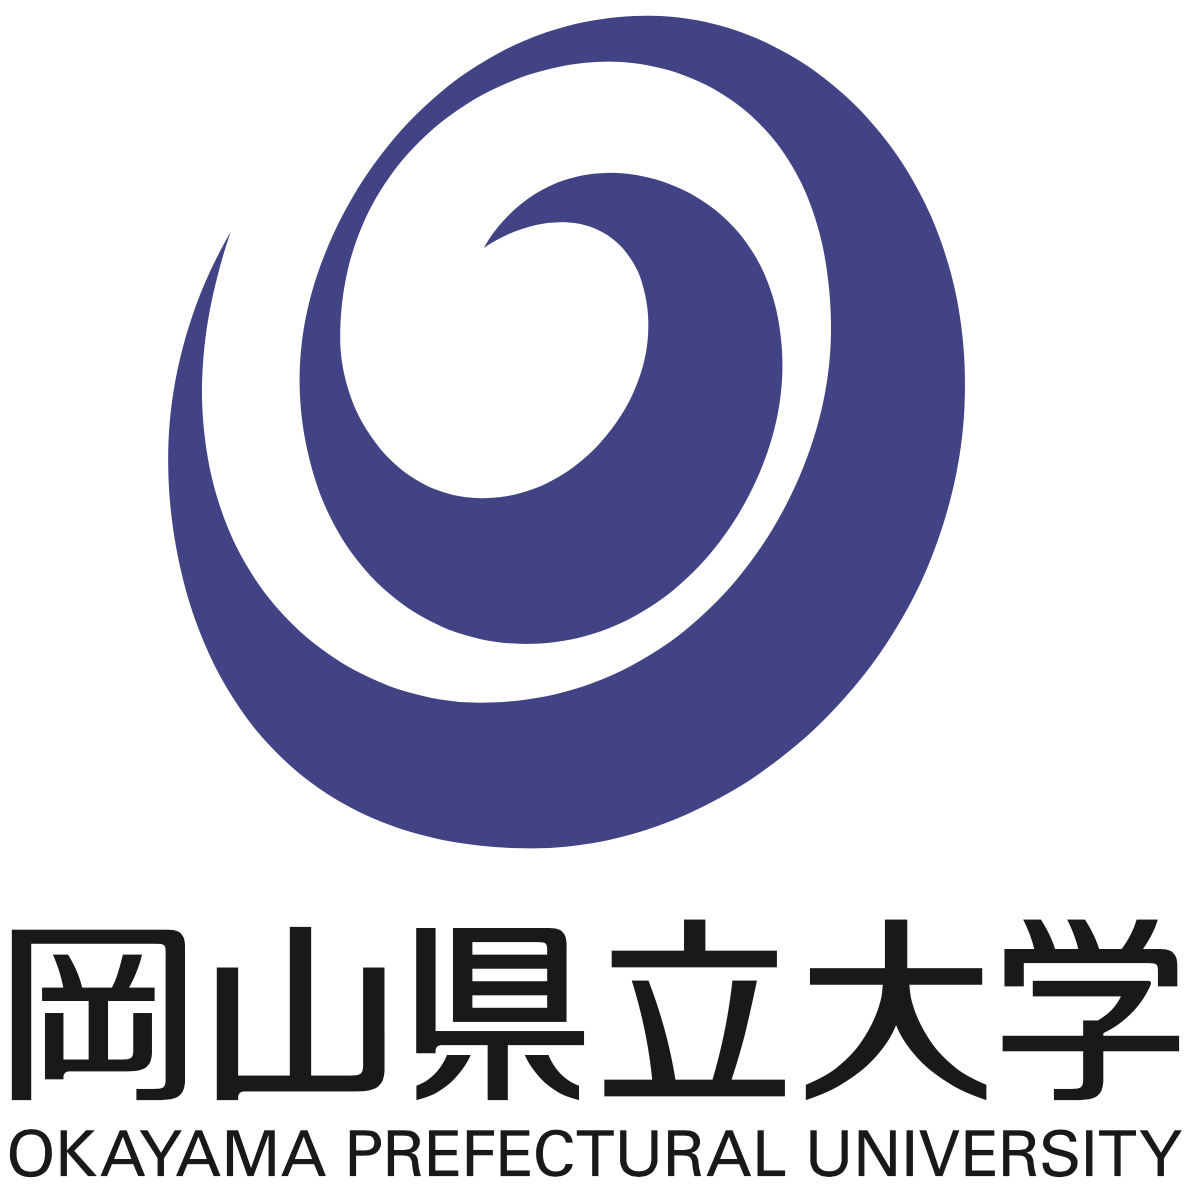 岡山県立大学
OKAYAMA PREFECTURAL UNIVERSITY